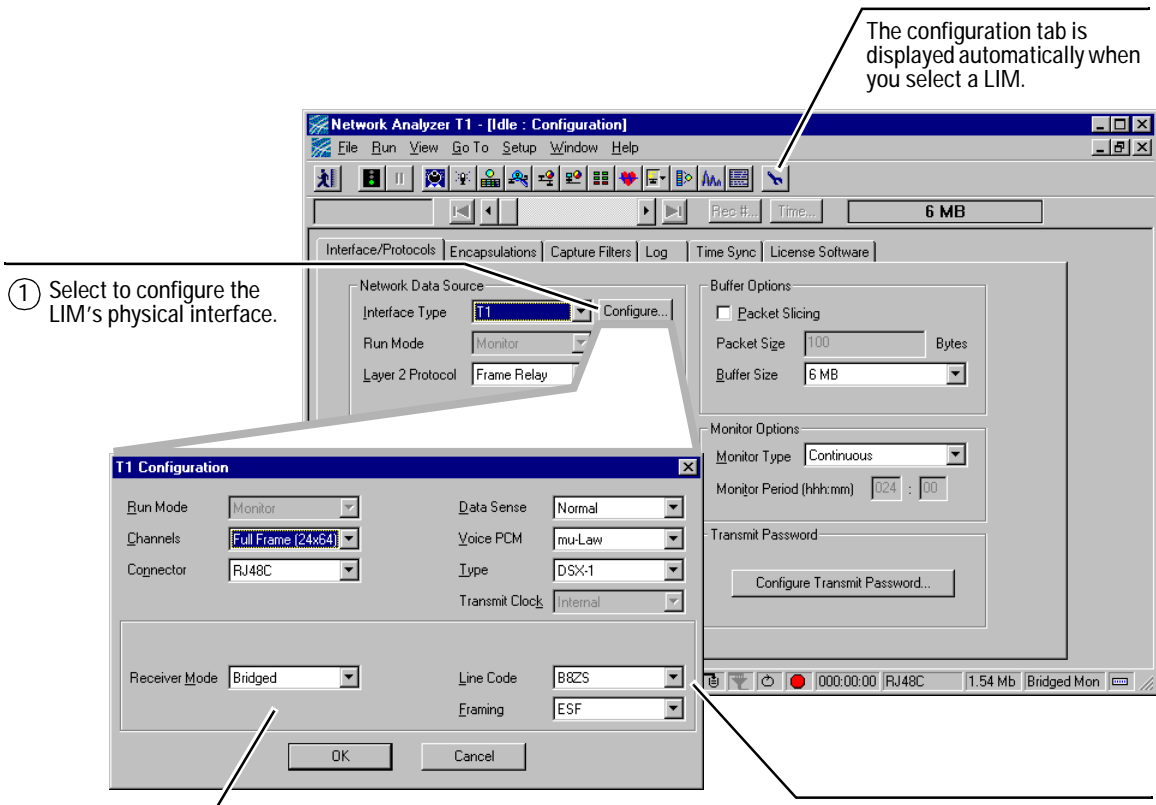 The configuration tab is
displayed automatically when
you select a LIM.
Network Analyzer T1 - [Idle : Configuration]
File Run View Go To Setup Window Help
Rec #... Time... 6 MB
Interface/Protocols Encapsulations Capture Filters Log Time Sync License Software
1 Select to configure the
LIM's physical interface.
Network Data Source
Interface Type T1 Configure...
Run Mode Monitor
Layer 2 Protocol Frame Relay
Buffer Options
Packet Slicing
Packet Size 100 Bytes
Buffer Size 6 MB
Monitor Options
Monitor Type Continuous
Monitor Period (hhh:mm) 024 : 00
Transmit Password
Configure Transmit Password...
T1 Configuration
Run Mode Monitor
Channels Full Frame (24x64)
Connector RJ48C
Data Sense Normal
Voice PCM mu-Law
Type DSX-1
Transmit Clock Internal
Receiver Mode Bridged
Line Code B8ZS
Framing ESF
OK Cancel
000:00:00 RJ48C 1.54 Mb Bridged Mon